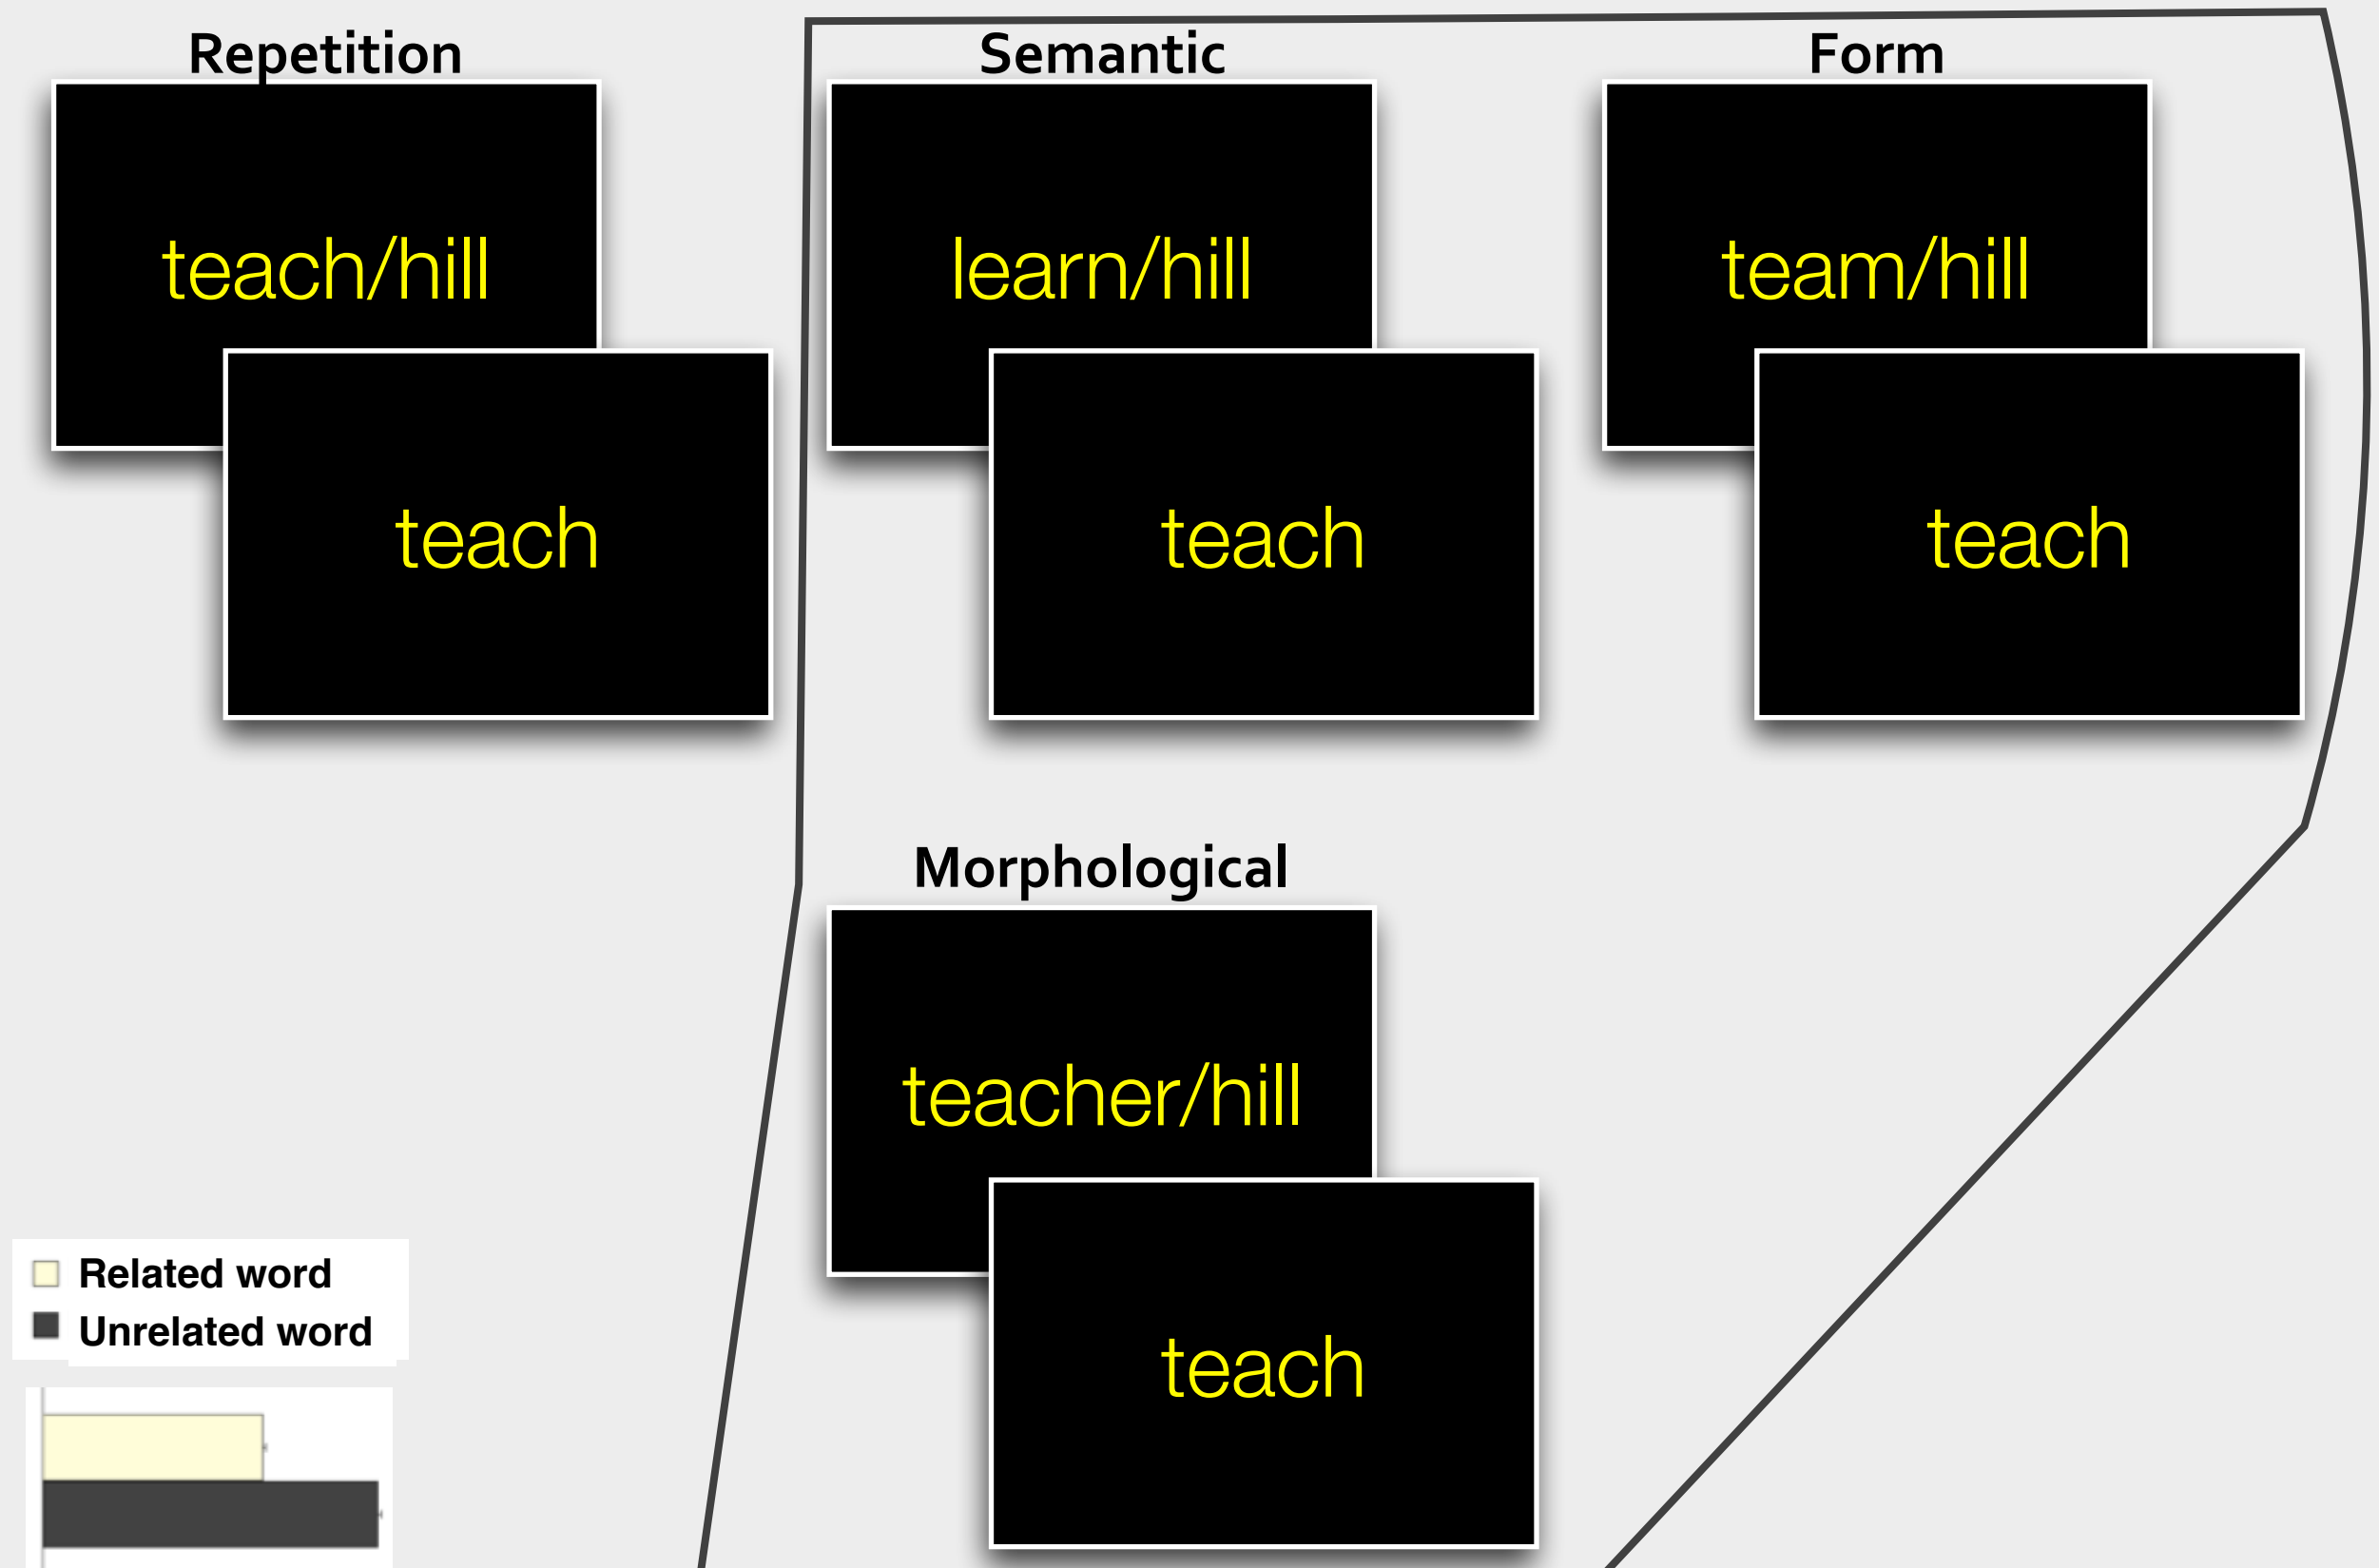 Repetition
teach/hill
teach
Semantic
learn/hill
teach
Form
team/hill
teach
Morphological
teacher/hill
teach
Related word
Unrelated word